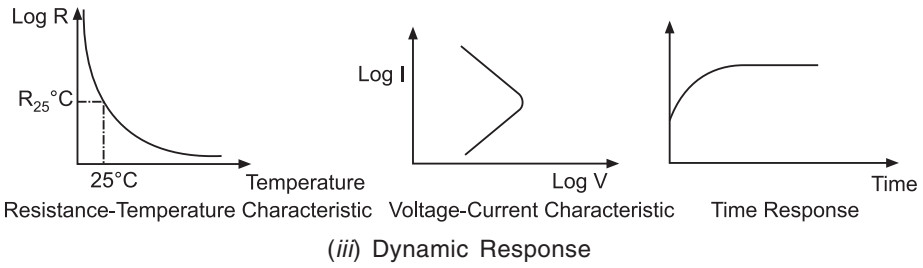 Log R
R25°C
25°C
Temperature
Resistance-Temperature Characteristic
Log I
Log V
Voltage-Current Characteristic
Time
Time Response
(iii) Dynamic Response